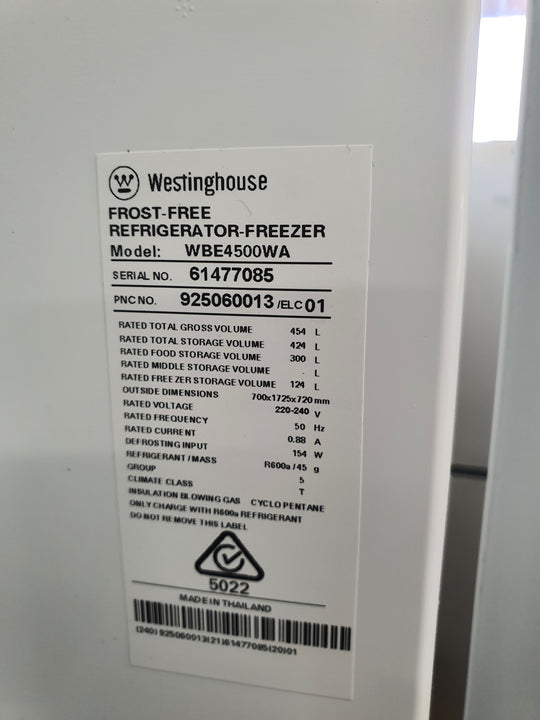 W Westinghouse
FROST-FREE
REFRIGERATOR-FREEZER
Model: WBE4500WA
SERIAL NO. 61477085
PNC NO. 925060013 /ELC 01
RATED TOTAL GROSS VOLUME 454 L
RATED TOTAL STORAGE VOLUME 424 L
RATED FOOD STORAGE VOLUME 300 L
RATED MIDDLE STORAGE VOLUME - L
RATED FREEZER STORAGE VOLUME 124 L
OUTSIDE DIMENSIONS 700x1725x720 mm
RATED VOLTAGE 220-240 V
RATED FREQUENCY 50 Hz
RATED CURRENT 0.88 A
DEFROSTING INPUT 154 W
REFRIGERANT / MASS R600a / 45 g
GROUP 5
CLIMATE CLASS T
INSULATION BLOWING GAS CYCLO PENTANE
ONLY CHARGE WITH R600a REFRIGERANT
DO NOT REMOVE THIS LABEL
5022
MADE IN THAILAND
(240) 925060013(21)61477085(20)01